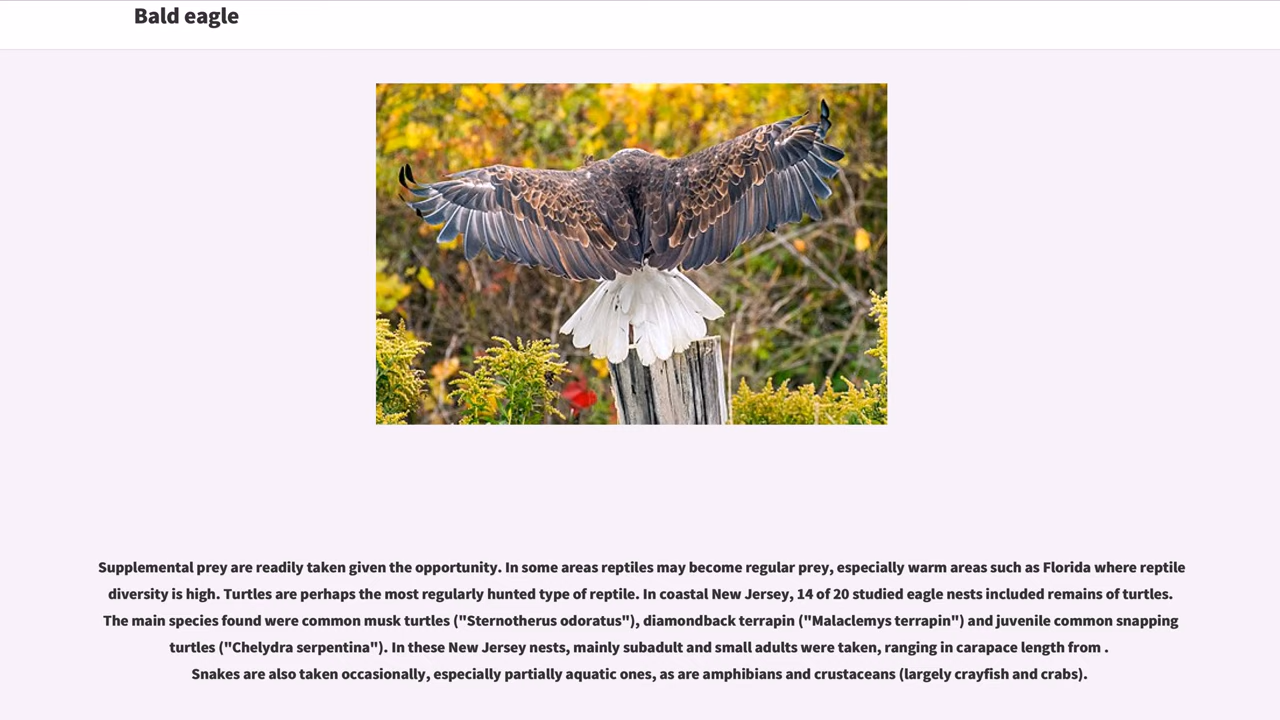 Bald eagle
Supplemental prey are readily taken given the opportunity. In some areas reptiles may become regular prey, especially warm areas such as Florida where reptile
diversity is high. Turtles are perhaps the most regularly hunted type of reptile. In coastal New Jersey, 14 of 20 studied eagle nests included remains of turtles.
The main species found were common musk turtles ("Sternotherus odoratus"), diamondback terrapin ("Malaclemys terrapin") and juvenile common snapping
turtles ("Chelydra serpentina"). In these New Jersey nests, mainly subadult and small adults were taken, ranging in carapace length from .
Snakes are also taken occasionally, especially partially aquatic ones, as are amphibians and crustaceans (largely crayfish and crabs).